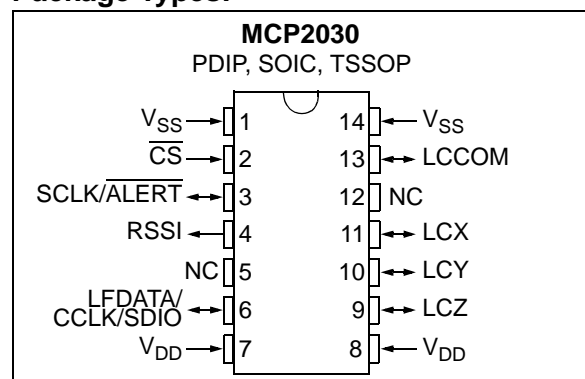 Package Types:
MCP2030
PDIP, SOIC, TSSOP
VSS 1 14 VSS
CS 2 13 LCCOM
SCLK/ALERT 3 12 NC
RSSI 4 11 LCX
NC 5 10 LCY
LFDATA/
CCLK/SDIO 6 9 LCZ
VDD 7 8 VDD